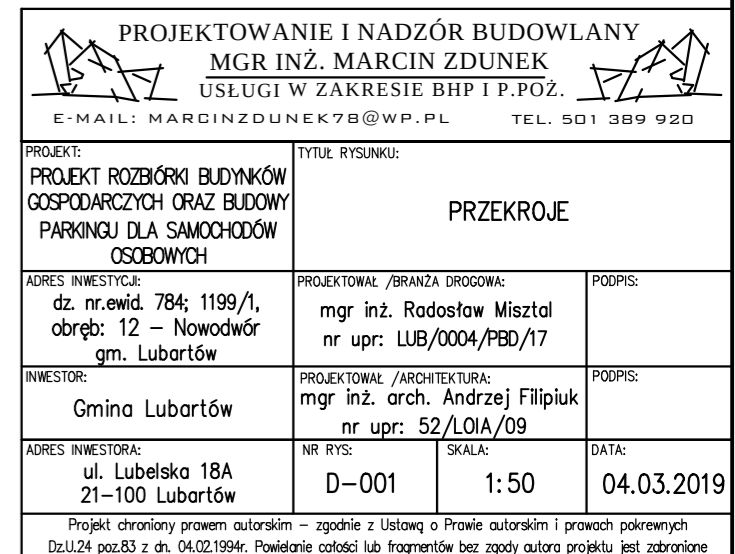 PROJEKTOWANIE I NADZÓR BUDOWLANY
MGR INŻ. MARCIN ZDUNEK
USŁUGI W ZAKRESIE BHP I P.POŻ.
E-MAIL: MARCINZDUNEK78@WP.PL TEL. 501 389 920
PROJEKT:
PROJEKT ROZBIÓRKI BUDYNKÓW
GOSPODARCZYCH ORAZ BUDOWY
PARKINGU DLA SAMOCHODÓW
OSOBOWYCH
TYTUŁ RYSUNKU:
PRZEKROJE
ADRES INWESTYCJI:
dz. nr.ewid. 784; 1199/1,
obręb: 12 – Nowodwór
gm. Lubartów
PROJEKTOWAŁ /BRANŻA DROGOWA:
mgr inż. Radosław Misztal
nr upr: LUB/0004/PBD/17
PODPIS:
INWESTOR:
Gmina Lubartów
PROJEKTOWAŁ /ARCHITEKTURA:
mgr inż. arch. Andrzej Filipiuk
nr upr: 52/LOIA/09
PODPIS:
ADRES INWESTORA:
ul. Lubelska 18A
21-100 Lubartów
NR RYS:
D-001
SKALA:
1:50
DATA:
04.03.2019
Projekt chroniony prawem autorskim – zgodnie z Ustawą o Prawie autorskim i prawach pokrewnych
Dz.U.24 poz.83 z dn. 04.02.1994r. Powielanie całości lub fragmentów bez zgody autora projektu jest zabronione